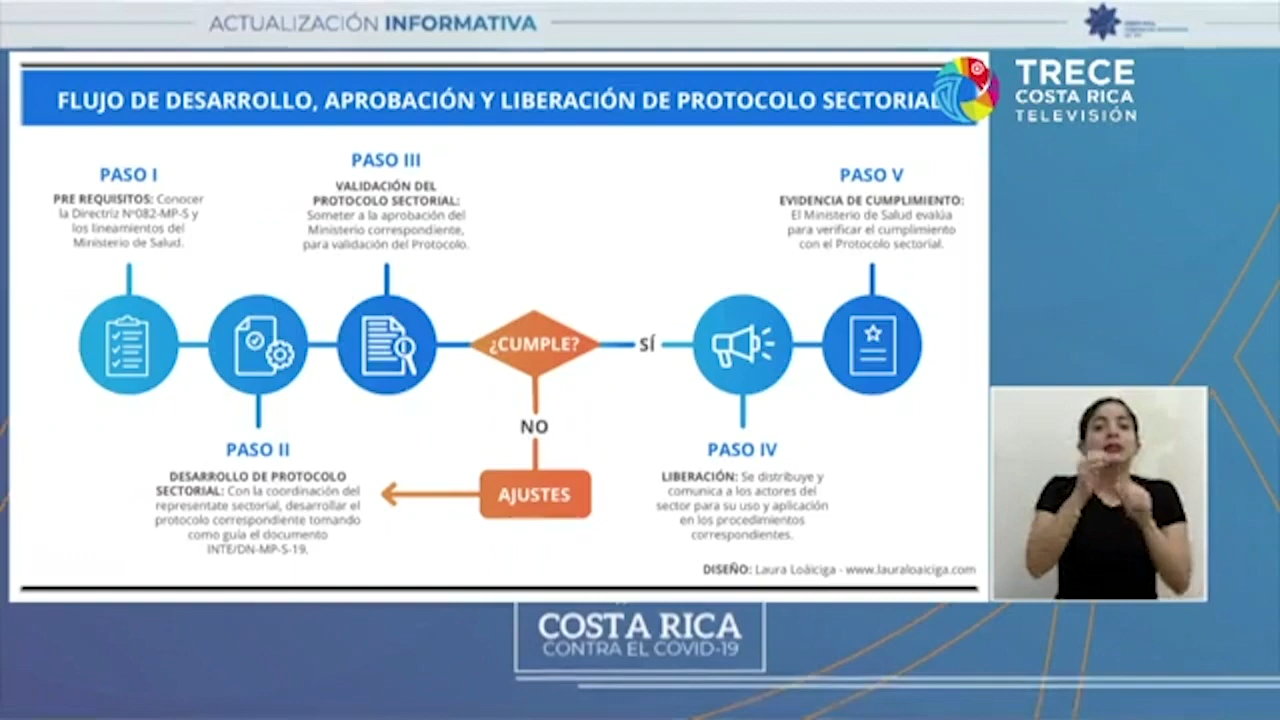 ACTUALIZACIÓN INFORMATIVA
TRECE
COSTA RICA
TELEVISIÓN
FLUJO DE DESARROLLO, APROBACIÓN Y LIBERACIÓN DE PROTOCOLO SECTORIAL
PASO I
PRE REQUISITOS: Conocer
la Directriz Nº082-MP-S y
los lineamientos del
Ministerio de Salud.
PASO III
VALIDACIÓN DEL
PROTOCOLO SECTORIAL:
Someter a la aprobación del
Ministerio correspondiente,
para validación del Protocolo.
PASO V
EVIDENCIA DE CUMPLIMIENTO:
El Ministerio de Salud evalúa
para verificar el cumplimiento
con el Protocolo sectorial.
¿CUMPLE?
SÍ
NO
AJUSTES
PASO II
DESARROLLO DE PROTOCOLO
SECTORIAL: Con la coordinación del
representate sectorial, desarrollar el
protocolo correspondiente tomando
como guía el documento
INTE/DN-MP-S-19.
PASO IV
LIBERACIÓN: Se distribuye y
comunica a los actores del
sector para su uso y aplicación
en los procedimientos
correspondientes.
DISEÑO: Laura Loáiciga - www.lauraloaiciga.com
COSTA RICA
CONTRA EL COVID-19